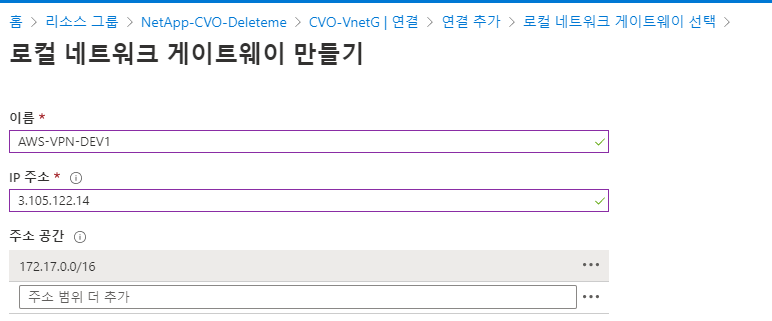 홈 > 리소스 그룹 > NetApp-CVO-Deleteme > CVO-VnetG | 연결 > 연결 추가 > 로컬 네트워크 게이트웨이 선택 >
로컬 네트워크 게이트웨이 만들기
이름 *
AWS-VPN-DEV1
IP 주소 *
3.105.122.14
주소 공간
172.17.0.0/16
주소 범위 더 추가